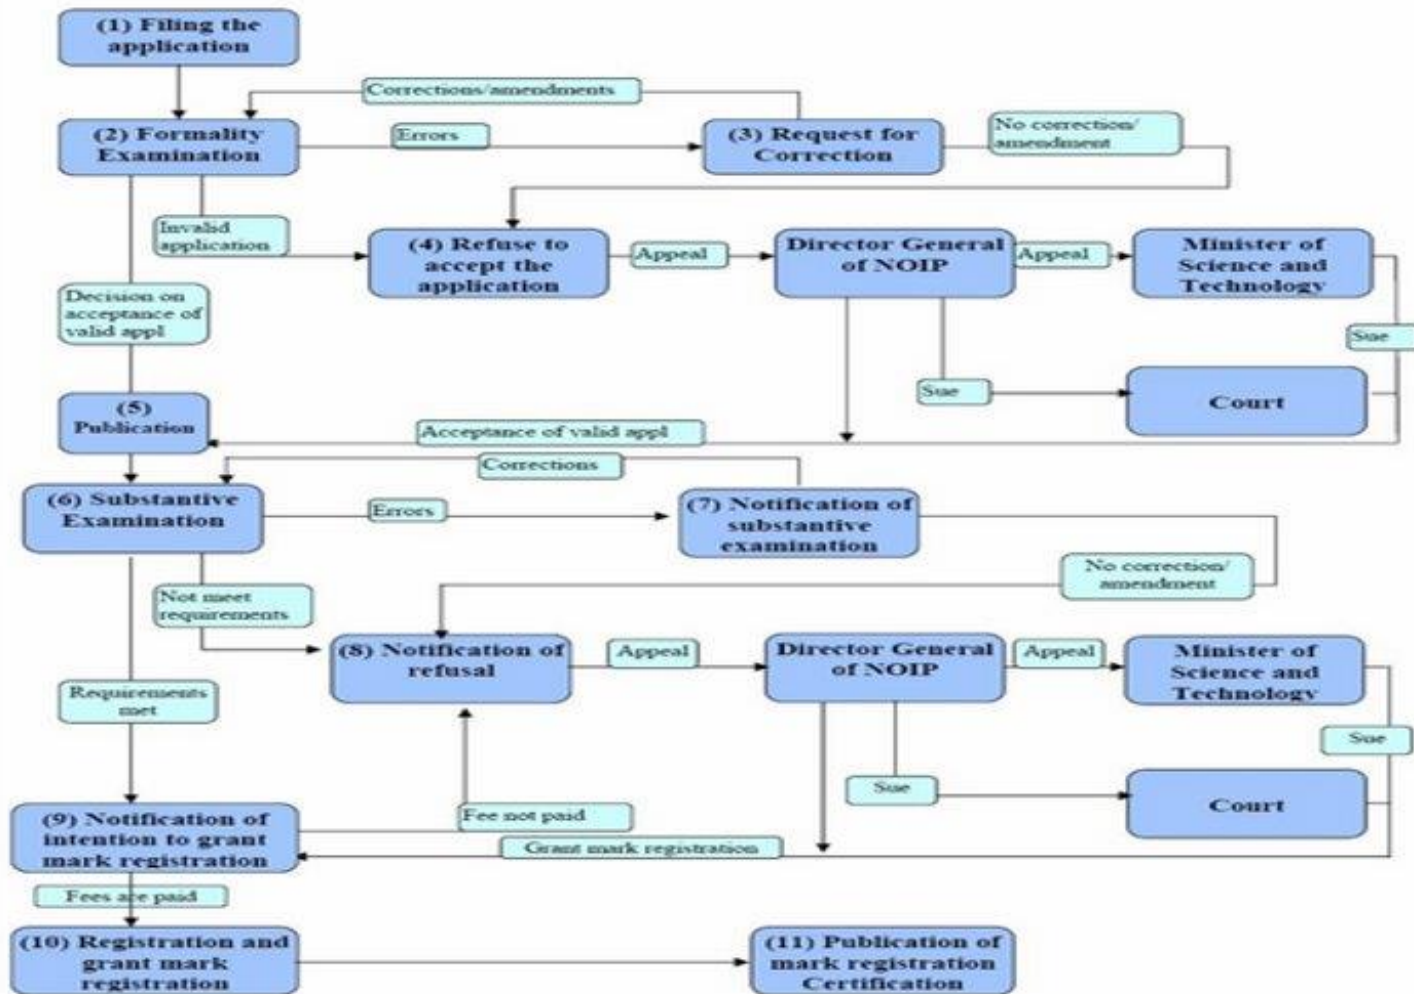 (1) Filing the
application
Corrections/amendments
(2) Formality
Examination
Errors
(3) Request for
Correction
No correction/
amendment
Invalid
application
(4) Refuse to
accept the
application
Appeal
Director General
of NOIP
Appeal
Minister of
Science and
Technology
Decision on
acceptance of
valid appl
Sue
Sue
Court
(5)
Publication
Acceptance of valid appl
Corrections
(6) Substantive
Examination
Errors
(7) Notification of
substantive
examination
No correction/
amendment
Not meet
requirements
(8) Notification of
refusal
Appeal
Director General
of NOIP
Appeal
Minister of
Science and
Technology
Requirements
met
Sue
Sue
Court
(9) Notification of
intention to grant
mark registration
Fee not paid
Grant mark registration
Fees are paid
(10) Registration and
grant mark
registration
(11) Publication of
mark registration
Certification